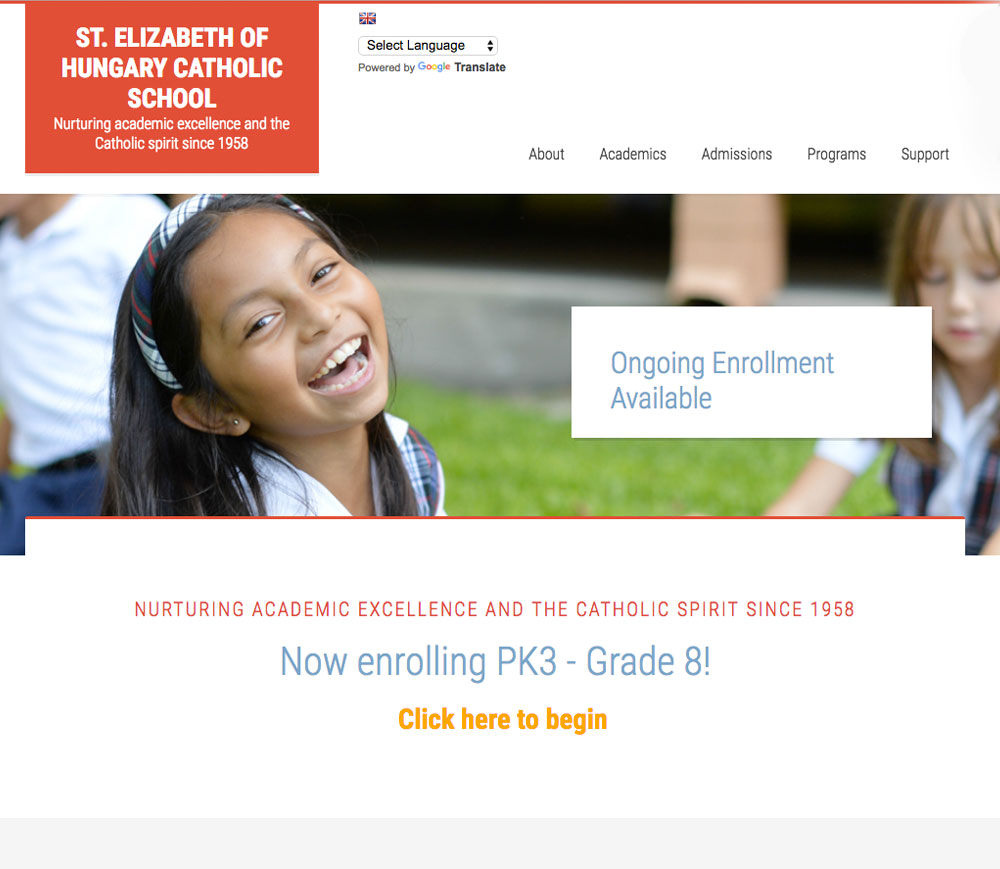 ST. ELIZABETH OF
HUNGARY CATHOLIC
SCHOOL
Nurturing academic excellence and the
Catholic spirit since 1958
Select Language
Powered by Google Translate
About Academics Admissions Programs Support
Ongoing Enrollment
Available
NURTURING ACADEMIC EXCELLENCE AND THE CATHOLIC SPIRIT SINCE 1958
Now enrolling PK3 - Grade 8!
Click here to begin